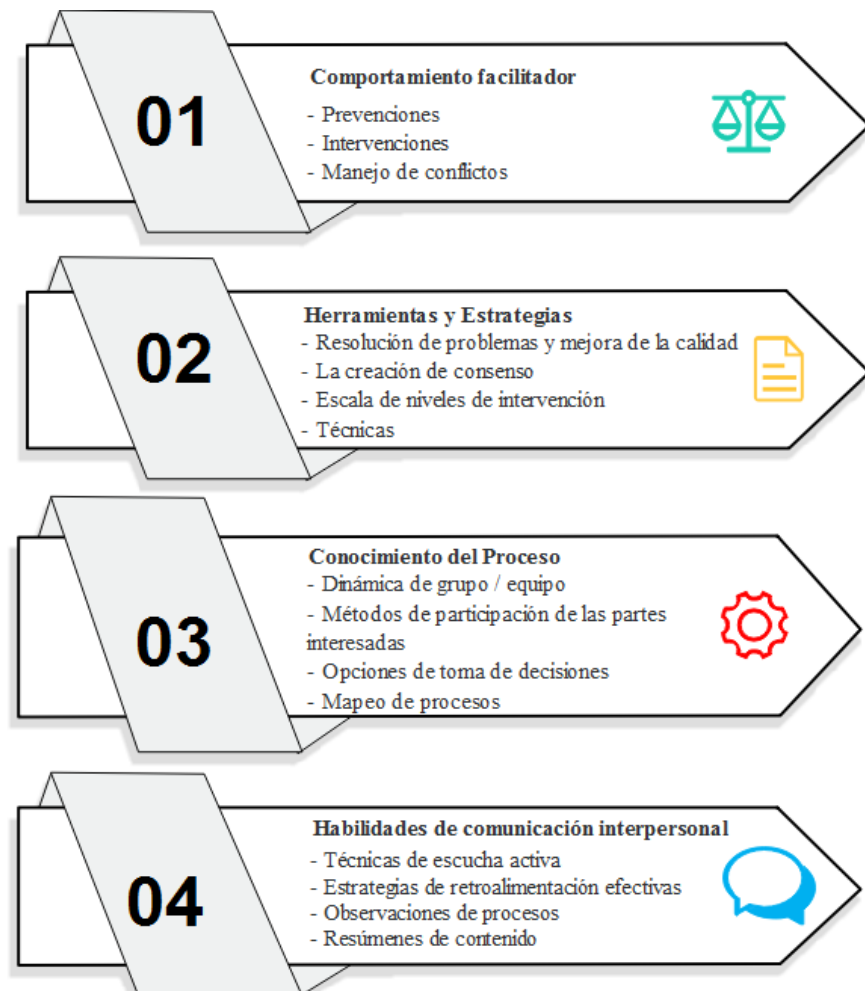 01
Comportamiento facilitador
- Prevenciones
- Intervenciones
- Manejo de conflictos
02
Herramientas y Estrategias
- Resolución de problemas y mejora de la calidad
- La creación de consenso
- Escala de niveles de intervención
- Técnicas
03
Conocimiento del Proceso
- Dinámica de grupo / equipo
- Métodos de participación de las partes
interesadas
- Opciones de toma de decisiones
- Mapeo de procesos
04
Habilidades de comunicación interpersonal
- Técnicas de escucha activa
- Estrategias de retroalimentación efectivas
- Observaciones de procesos
- Resúmenes de contenido